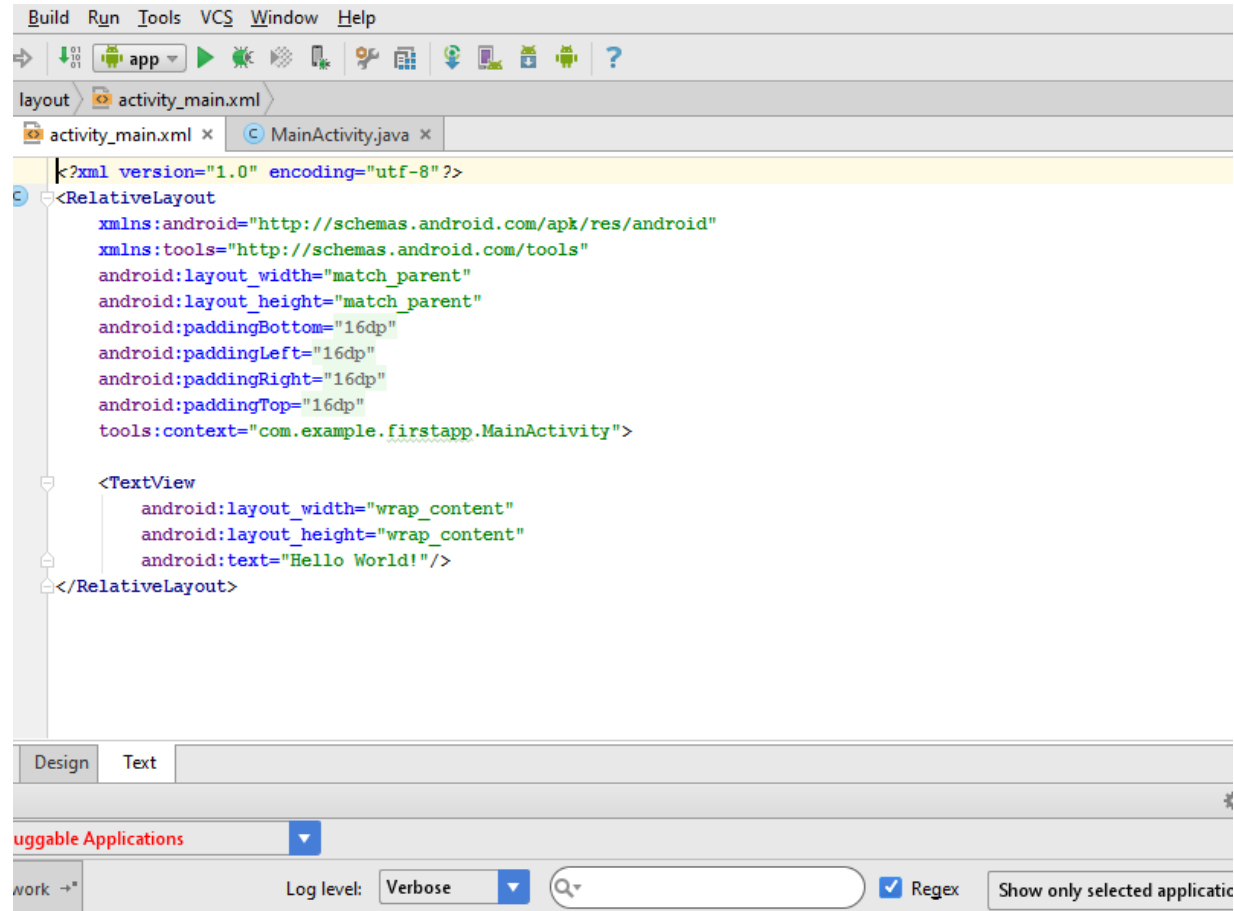 Build Run Tools VCS Window Help
app ?
layout activity_main.xml
activity_main.xml × C MainActivity.java ×
<?xml version="1.0" encoding="utf-8"?>
C <RelativeLayout
xmlns:android="http://schemas.android.com/apk/res/android"
xmlns:tools="http://schemas.android.com/tools"
android:layout_width="match_parent"
android:layout_height="match_parent"
android:paddingBottom="16dp"
android:paddingLeft="16dp"
android:paddingRight="16dp"
android:paddingTop="16dp"
tools:context="com.example.firstapp.MainActivity">
<TextView
android:layout_width="wrap_content"
android:layout_height="wrap_content"
android:text="Hello World!"/>
</RelativeLayout>
Design Text
uggable Applications
work Log level: Verbose Regex Show only selected applicatio